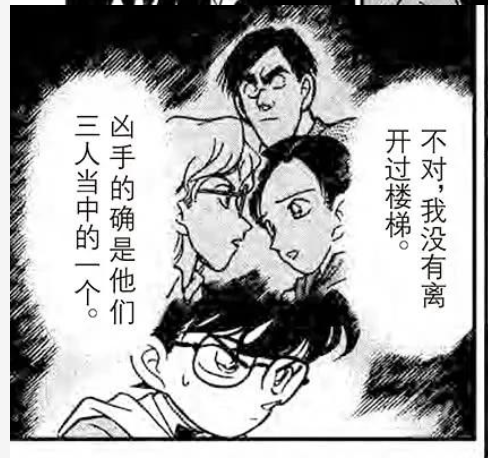 不对，我没有离
开过楼梯。
凶手的确是他们
三人当中的一个。